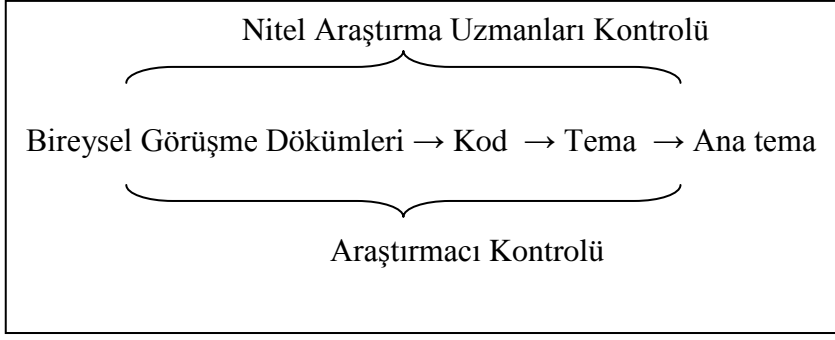 Nitel Araştırma Uzmanları Kontrolü
Bireysel Görüşme Dökümleri → Kod → Tema → Ana tema
Araştırmacı Kontrolü